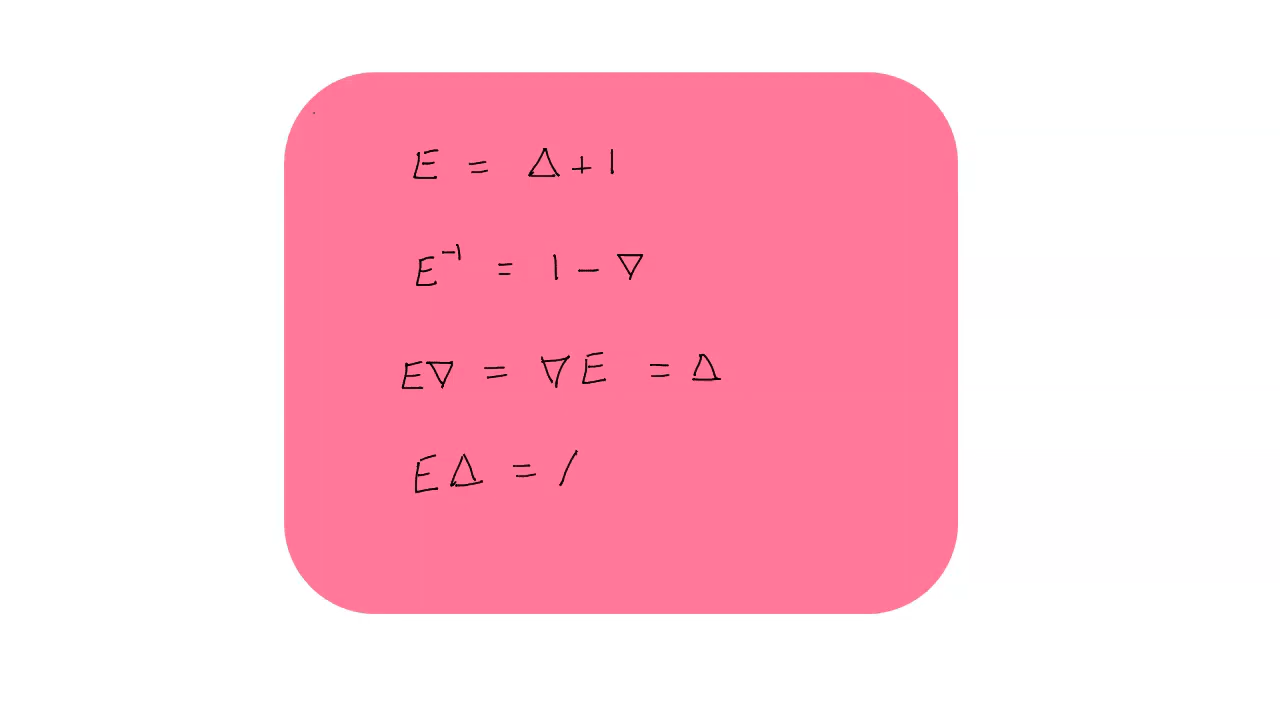 E = Δ + 1
E⁻¹ = 1 − ∇
E∇ = ∇E = Δ
EΔ = /